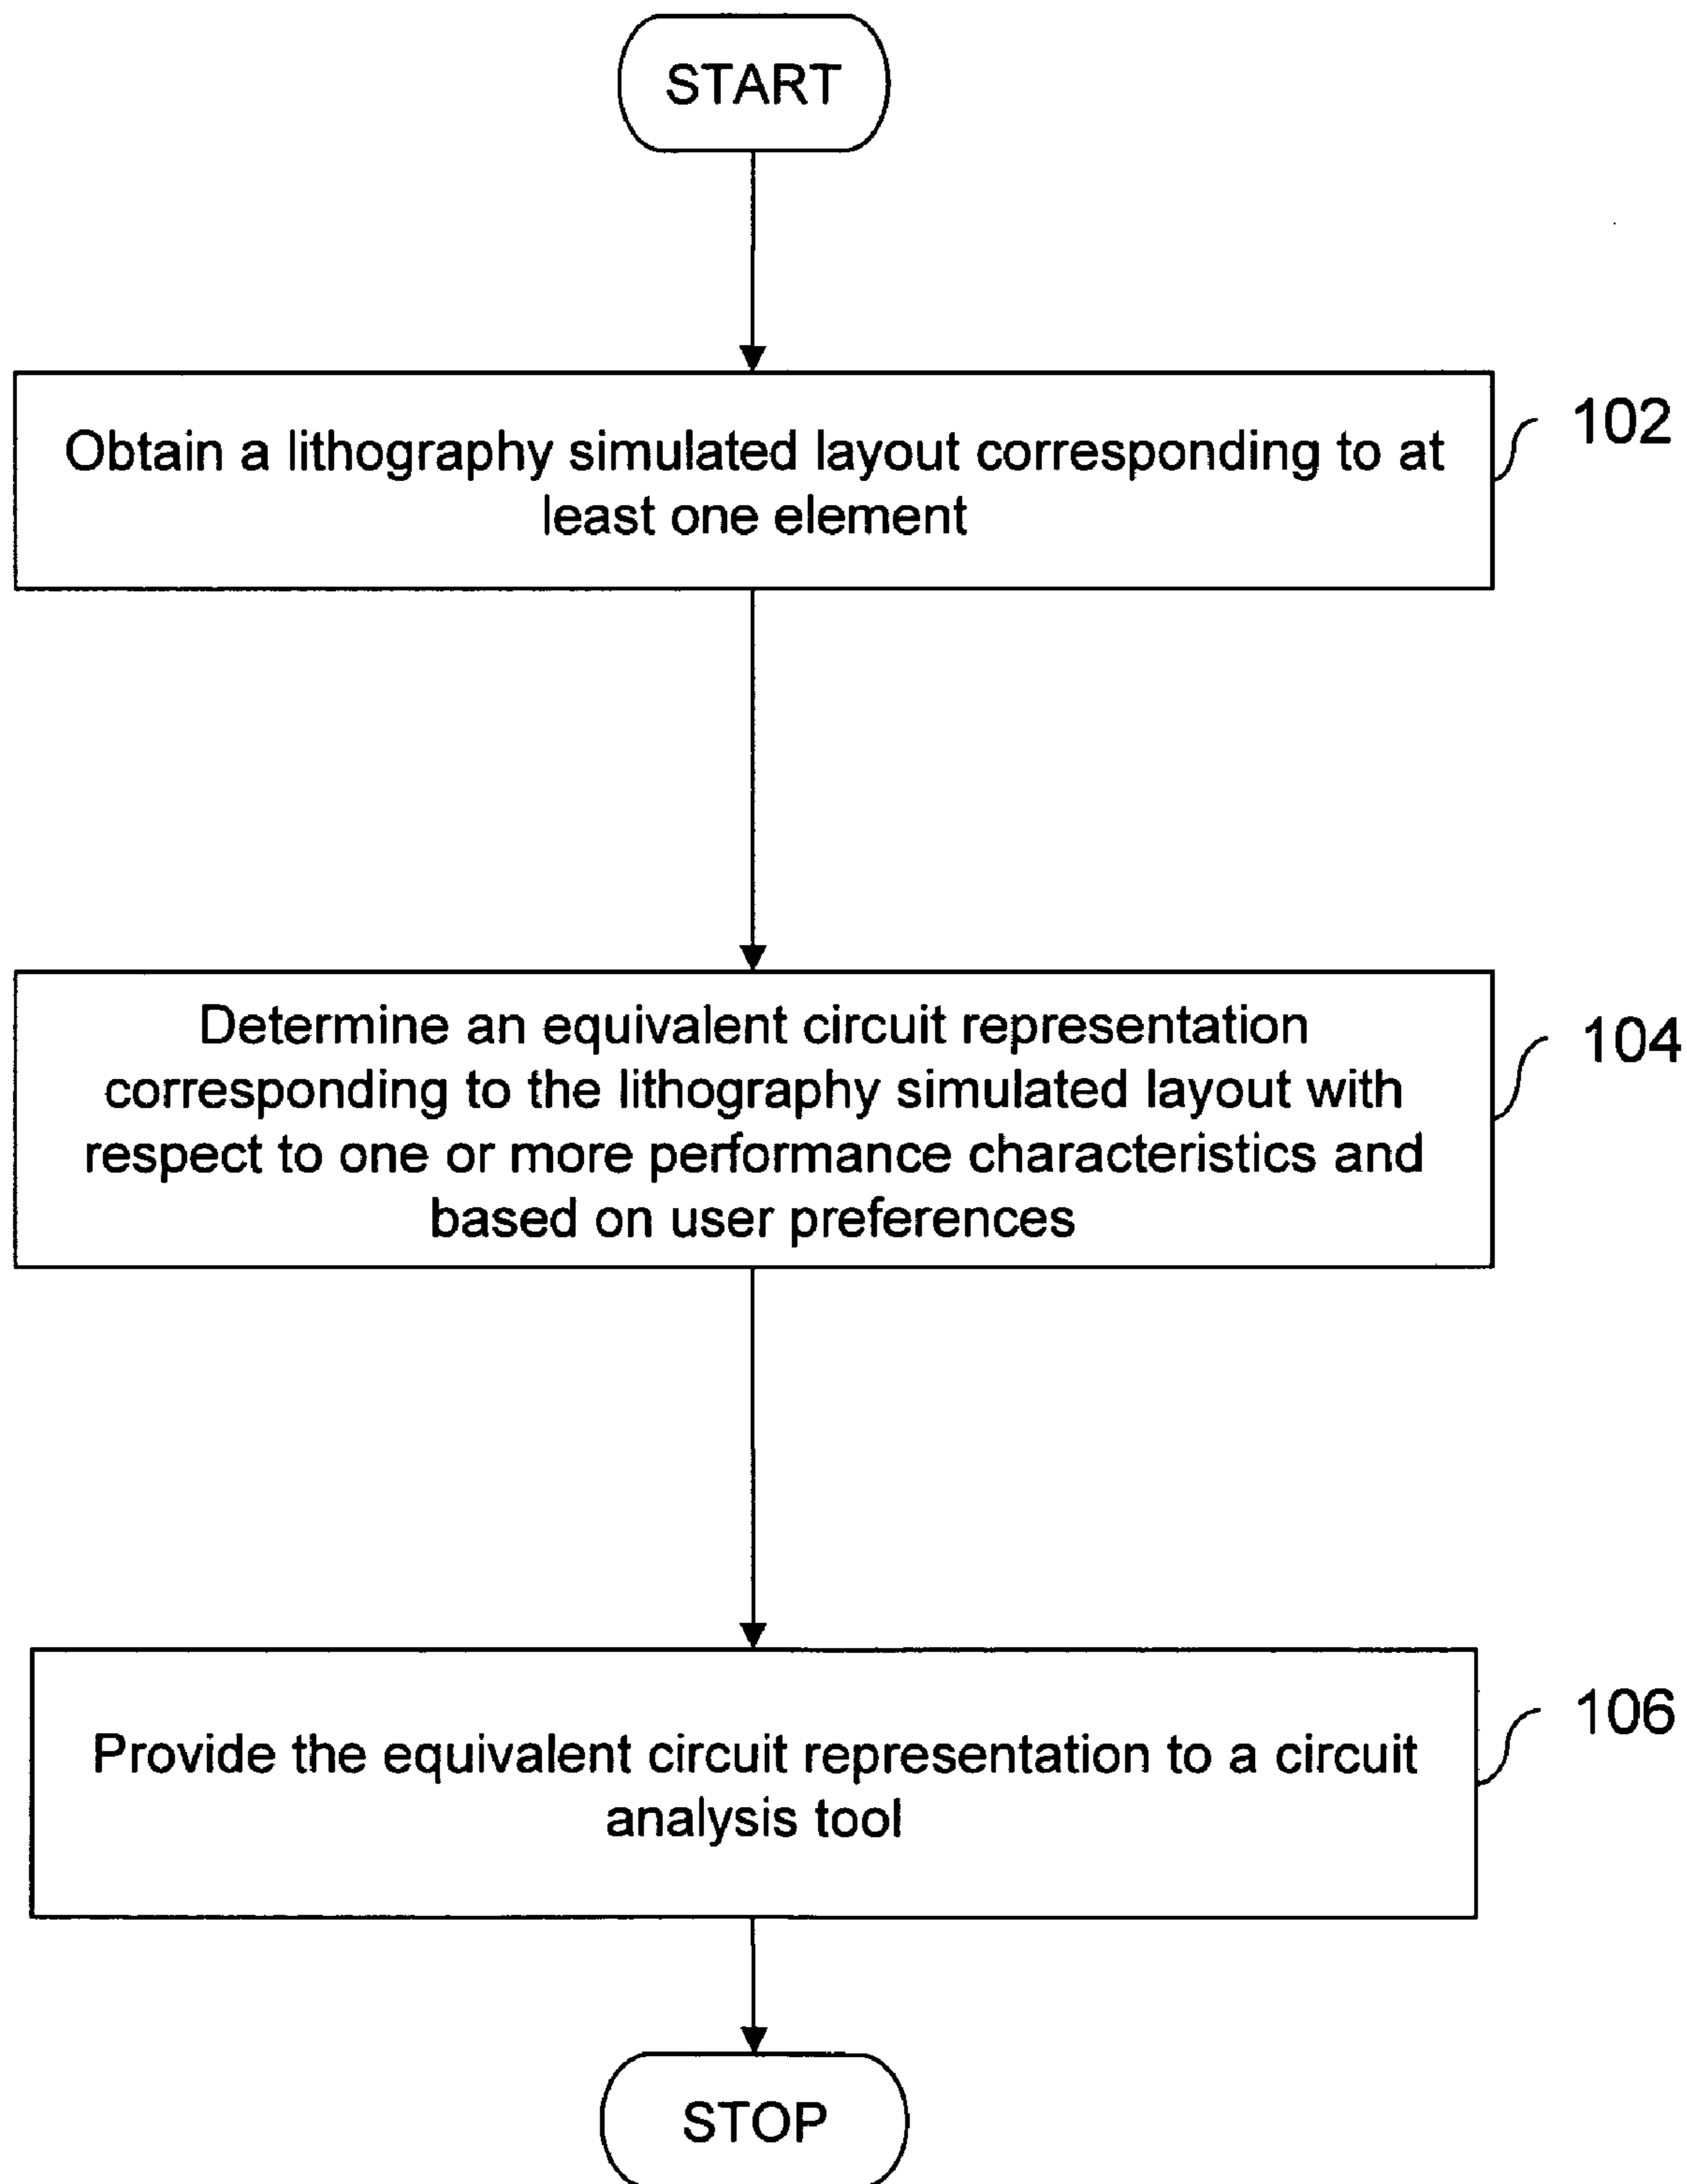 START
Obtain a lithography simulated layout corresponding to at
least one element
102
Determine an equivalent circuit representation
corresponding to the lithography simulated layout with
respect to one or more performance characteristics and
based on user preferences
104
Provide the equivalent circuit representation to a circuit
analysis tool
106
STOP